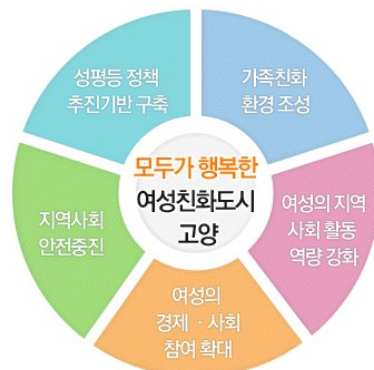 성평등 정책
추진기반 구축
가족친화
환경 조성
모두가 행복한
여성친화도시
고양
지역사회
안전중진
여성의 지역
사회 활동
역량 강화
여성의
경제 · 사회
참여 확대